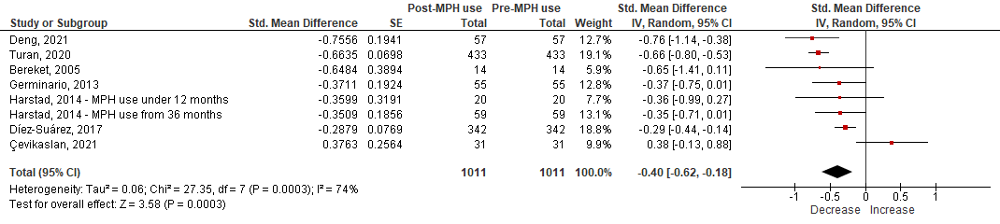 Post-MPH use Pre-MPH use Std. Mean Difference Std. Mean Difference
Study or Subgroup Std. Mean Difference SE Total Total Weight IV, Random, 95% CI IV, Random, 95% CI
Deng, 2021 -0.7556 0.1941 57 57 12.7% -0.76 [-1.14, -0.38]
Turan, 2020 -0.6635 0.0698 433 433 19.1% -0.66 [-0.80, -0.53]
Bereket, 2005 -0.6484 0.3894 14 14 5.9% -0.65 [-1.41, 0.11]
Germinario, 2013 -0.3711 0.1924 55 55 12.8% -0.37 [-0.75, 0.01]
Harstad, 2014 - MPH use under 12 months -0.3599 0.3191 20 20 7.7% -0.36 [-0.99, 0.27]
Harstad, 2014 - MPH use from 36 months -0.3509 0.1856 59 59 13.1% -0.35 [-0.71, 0.01]
Díez-Suárez, 2017 -0.2879 0.0769 342 342 18.8% -0.29 [-0.44, -0.14]
Çevikaslan, 2021 0.3763 0.2564 31 31 9.9% 0.38 [-0.13, 0.88]
Total (95% CI) 1011 1011 100.0% -0.40 [-0.62, -0.18]
Heterogeneity: Tau² = 0.06; Chi² = 27.35, df = 7 (P = 0.0003); I² = 74%
Test for overall effect: Z = 3.58 (P = 0.0003)
-1 -0.5 0 0.5 1
Decrease Increase